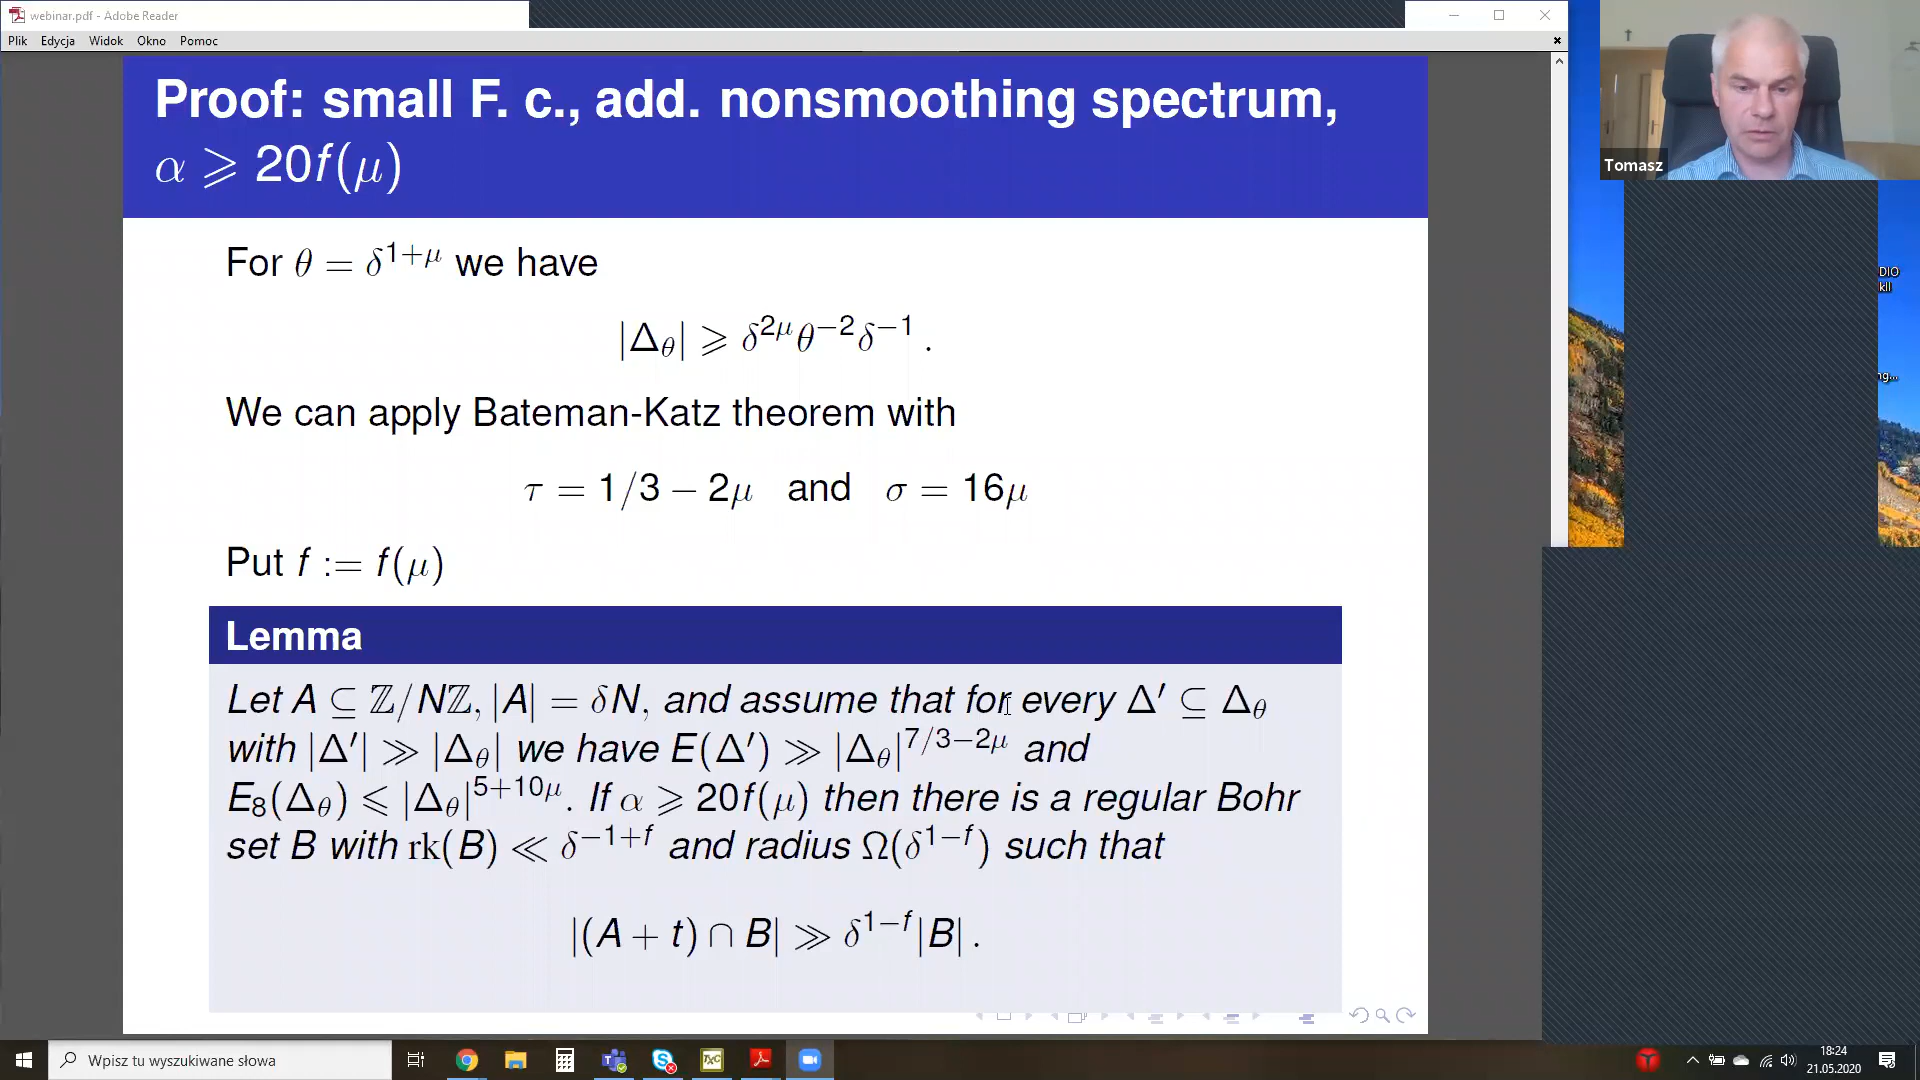 webinar.pdf - Adobe Reader
Plik Edycja Widok Okno Pomoc
Proof: small F. c., add. nonsmoothing spectrum,
α ⩾ 20f(μ)
For θ = δ^{1+μ} we have
|Δ_θ| ⩾ δ^{2μ}θ^{−2}δ^{−1} .
We can apply Bateman-Katz theorem with
τ = 1/3 − 2μ and σ = 16μ
Put f := f(μ)
Lemma
Let A ⊆ ℤ/Nℤ, |A| = δN, and assume that for every Δ′ ⊆ Δ_θ
with |Δ′| ≫ |Δ_θ| we have E(Δ′) ≫ |Δ_θ|^{7/3−2μ} and
E_8(Δ_θ) ⩽ |Δ_θ|^{5+10μ}. If α ⩾ 20f(μ) then there is a regular Bohr
set B with rk(B) ≪ δ^{−1+f} and radius Ω(δ^{1−f}) such that
|(A + t) ∩ B| ≫ δ^{1−f}|B| .
Tomasz
DIO
kll
ng...
Wpisz tu wyszukiwane słowa
TXC
18:24
21.05.2020